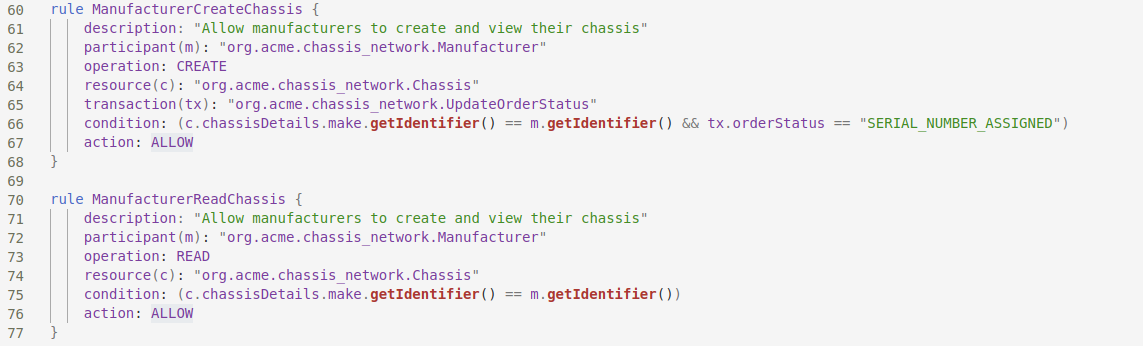 60 rule ManufacturerCreateChassis {
61 description: "Allow manufacturers to create and view their chassis"
62 participant(m): "org.acme.chassis_network.Manufacturer"
63 operation: CREATE
64 resource(c): "org.acme.chassis_network.Chassis"
65 transaction(tx): "org.acme.chassis_network.UpdateOrderStatus"
66 condition: (c.chassisDetails.make.getIdentifier() == m.getIdentifier() && tx.orderStatus == "SERIAL_NUMBER_ASSIGNED")
67 action: ALLOW
68 }
69
70 rule ManufacturerReadChassis {
71 description: "Allow manufacturers to create and view their chassis"
72 participant(m): "org.acme.chassis_network.Manufacturer"
73 operation: READ
74 resource(c): "org.acme.chassis_network.Chassis"
75 condition: (c.chassisDetails.make.getIdentifier() == m.getIdentifier())
76 action: ALLOW
77 }